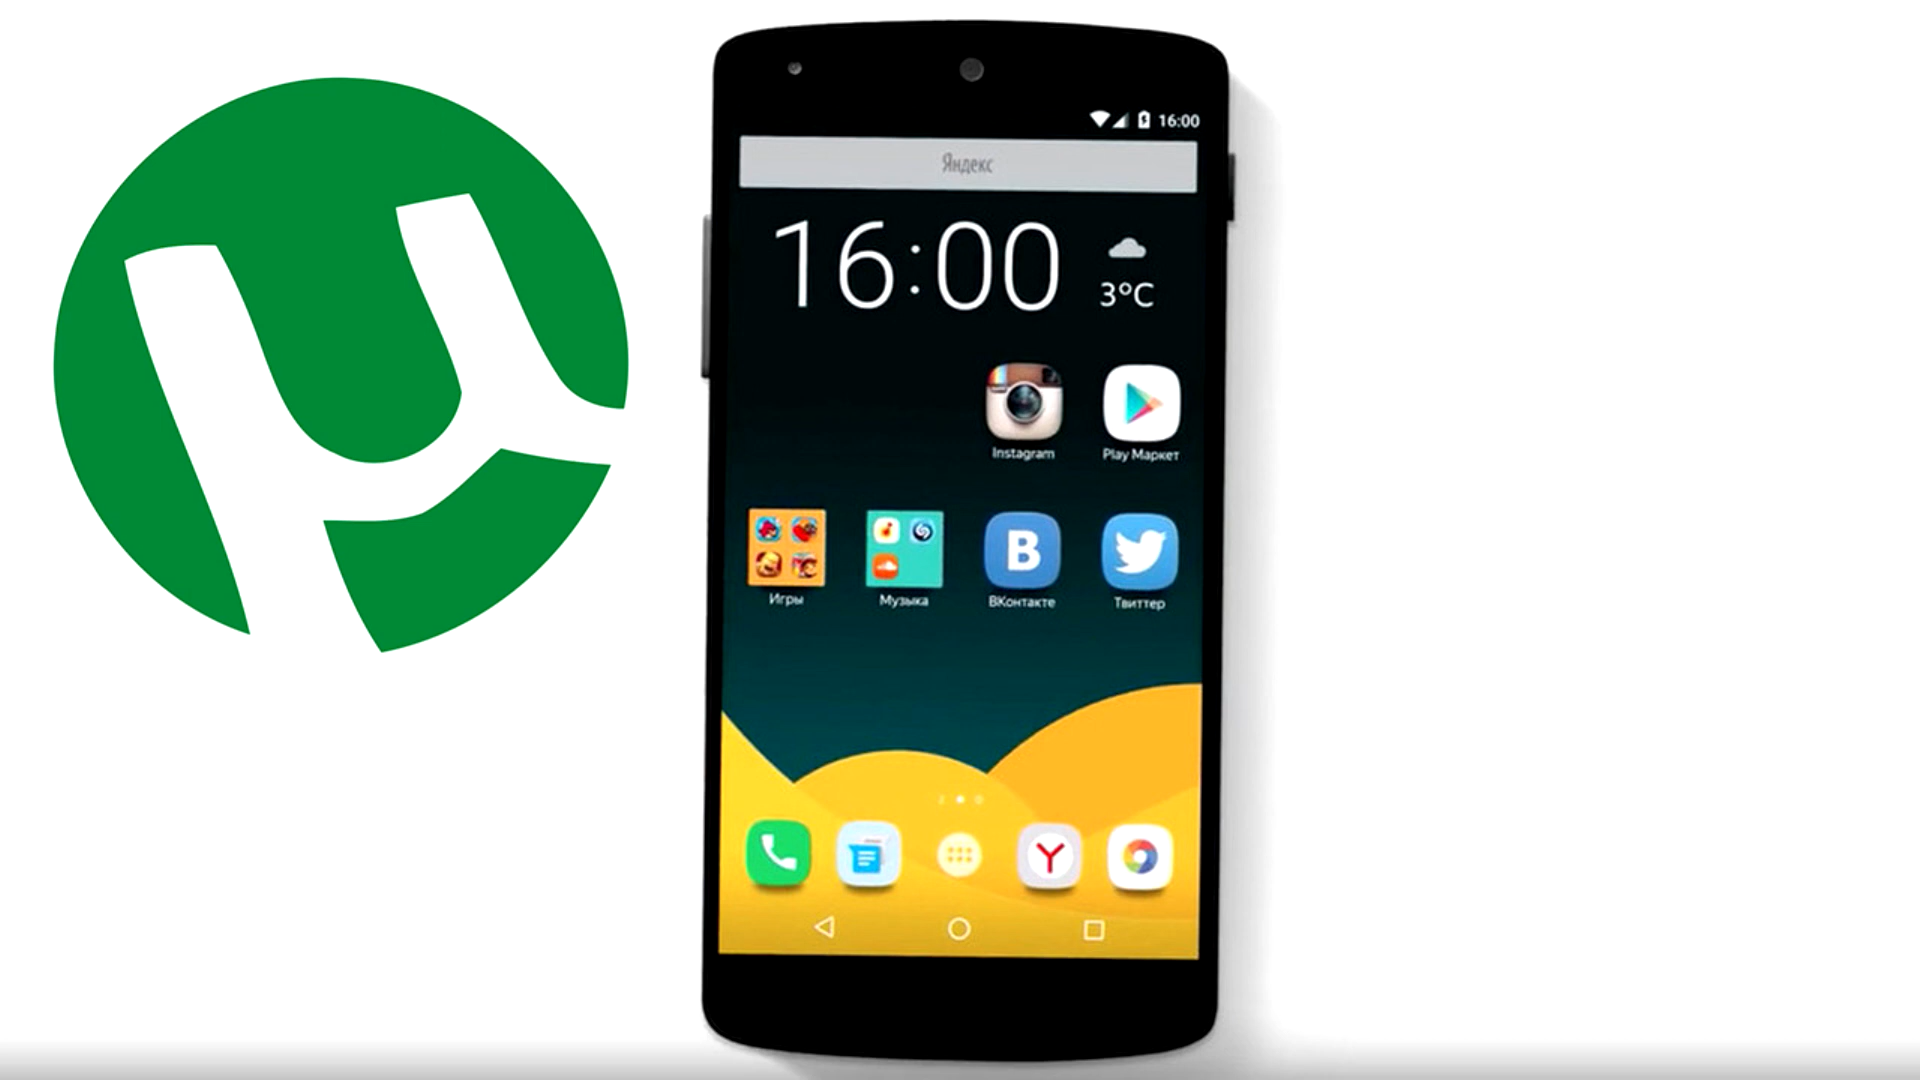 16:00
Яндекс
16:00
3°C
Instagram
Play Маркет
Игры
Музыка
ВКонтакте
Твиттер